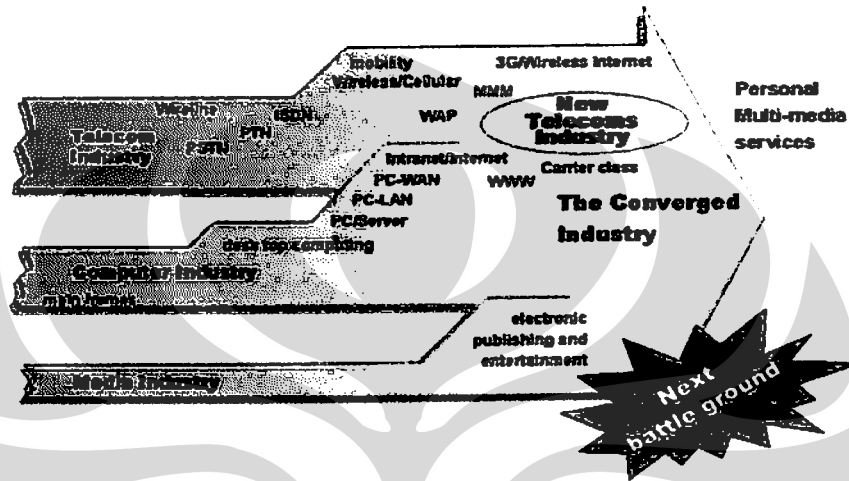 mobility
Wireless/Cellular
3G/Wireless Internet
MMM
Personal
Multi-media
services
Wireline
ISDN
WAP
New
Telecoms
Industry
PTN
Telecom
Industry
PSTN
Intranet/Internet
Carrier class
PC-WAN
WWW
PC-LAN
The Converged
Industry
PC/Server
desk top computing
Computer Industry
main frames
electronic
publishing and
entertainment
Media Industry
Next
battle ground